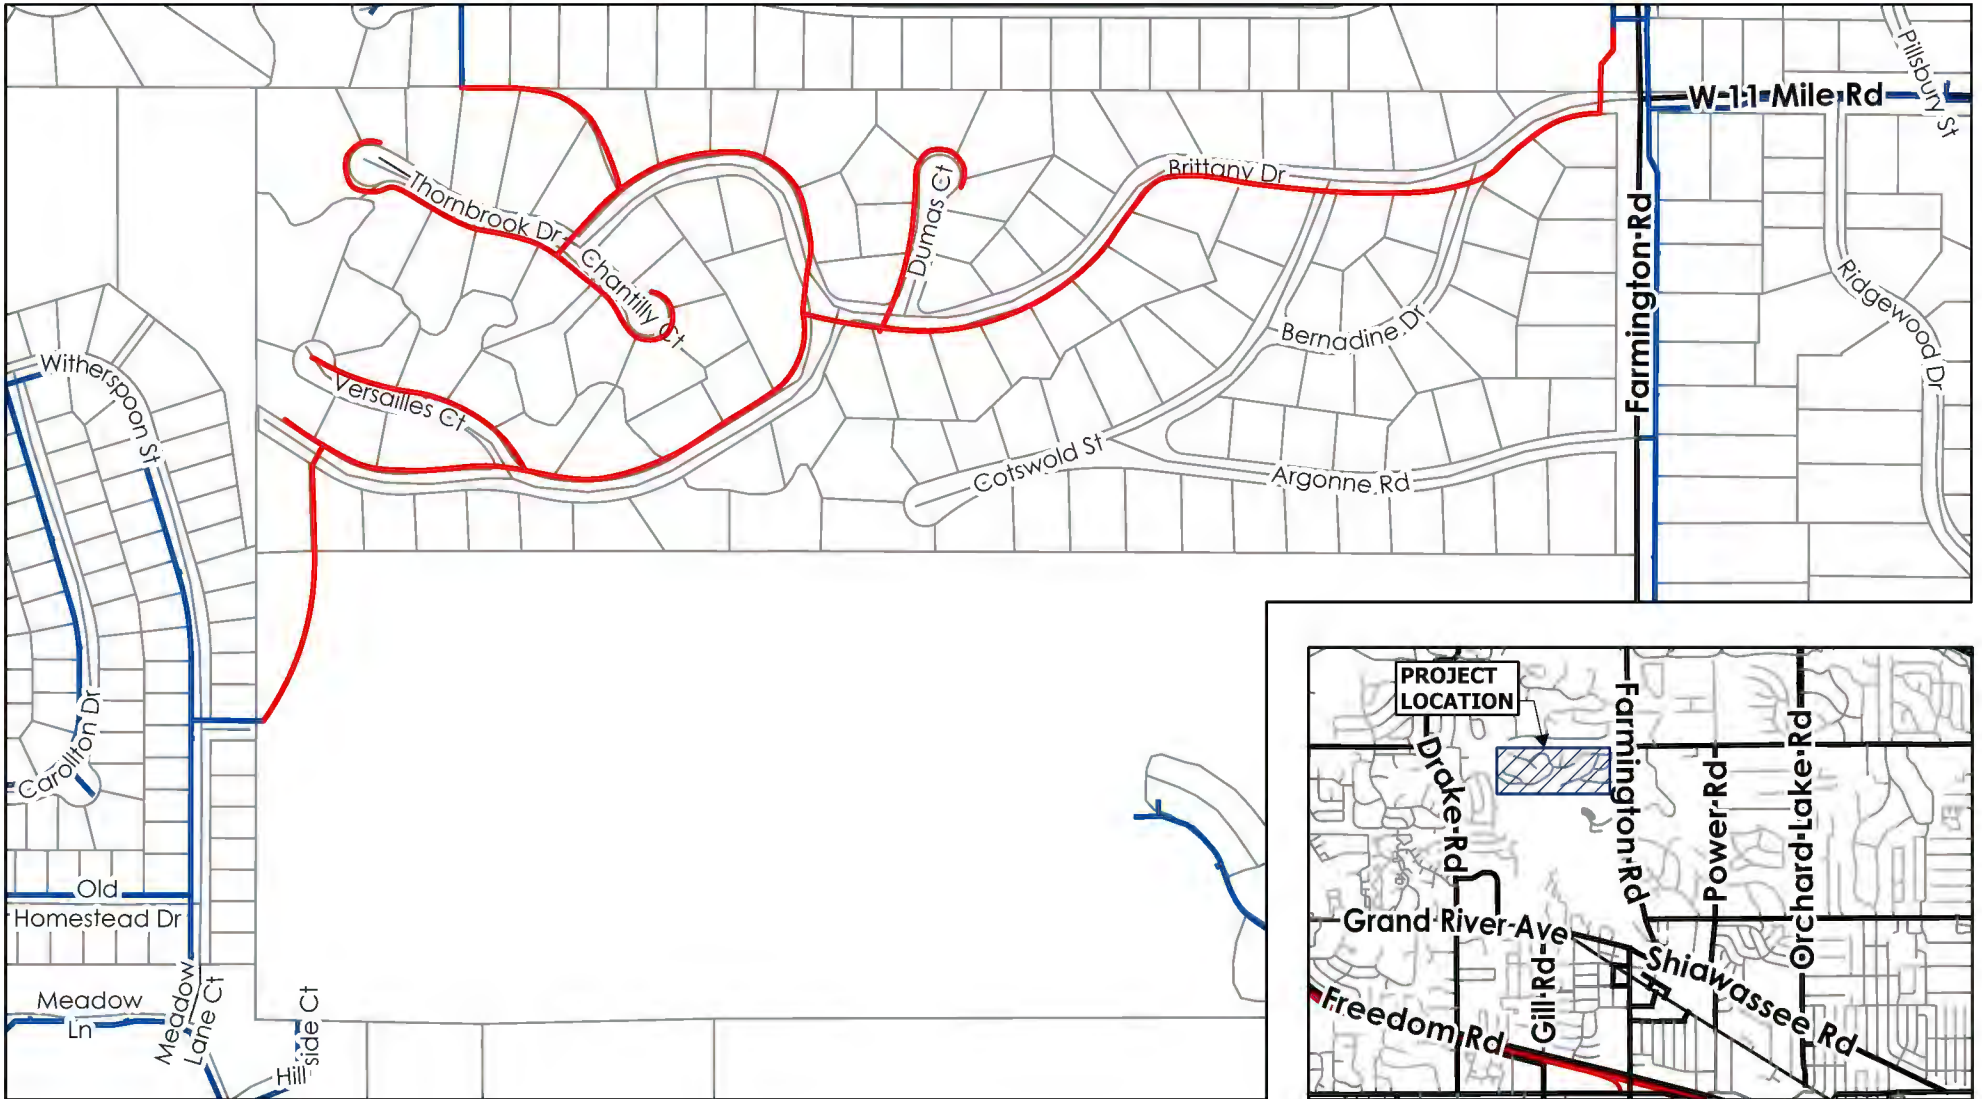 Pillsbury St
W 11 Mile Rd
Thornbrook Dr
Brittany Dr
Dumas Ct
Chantilly Ct
Farmington Rd
Ridgewood Dr
Bernadine Dr
Witherspoon St
Versailles Ct
Cotswold St
Argonne Rd
Carollton Dr
Old
Homestead Dr
Meadow
Ln
Meadow
Lane Ct
Hillside Ct
PROJECT
LOCATION
Drake Rd
Farmington Rd
Power Rd
Orchard Lake Rd
Grand River Ave
Gill Rd
Shiawassee Rd
Freedom Rd